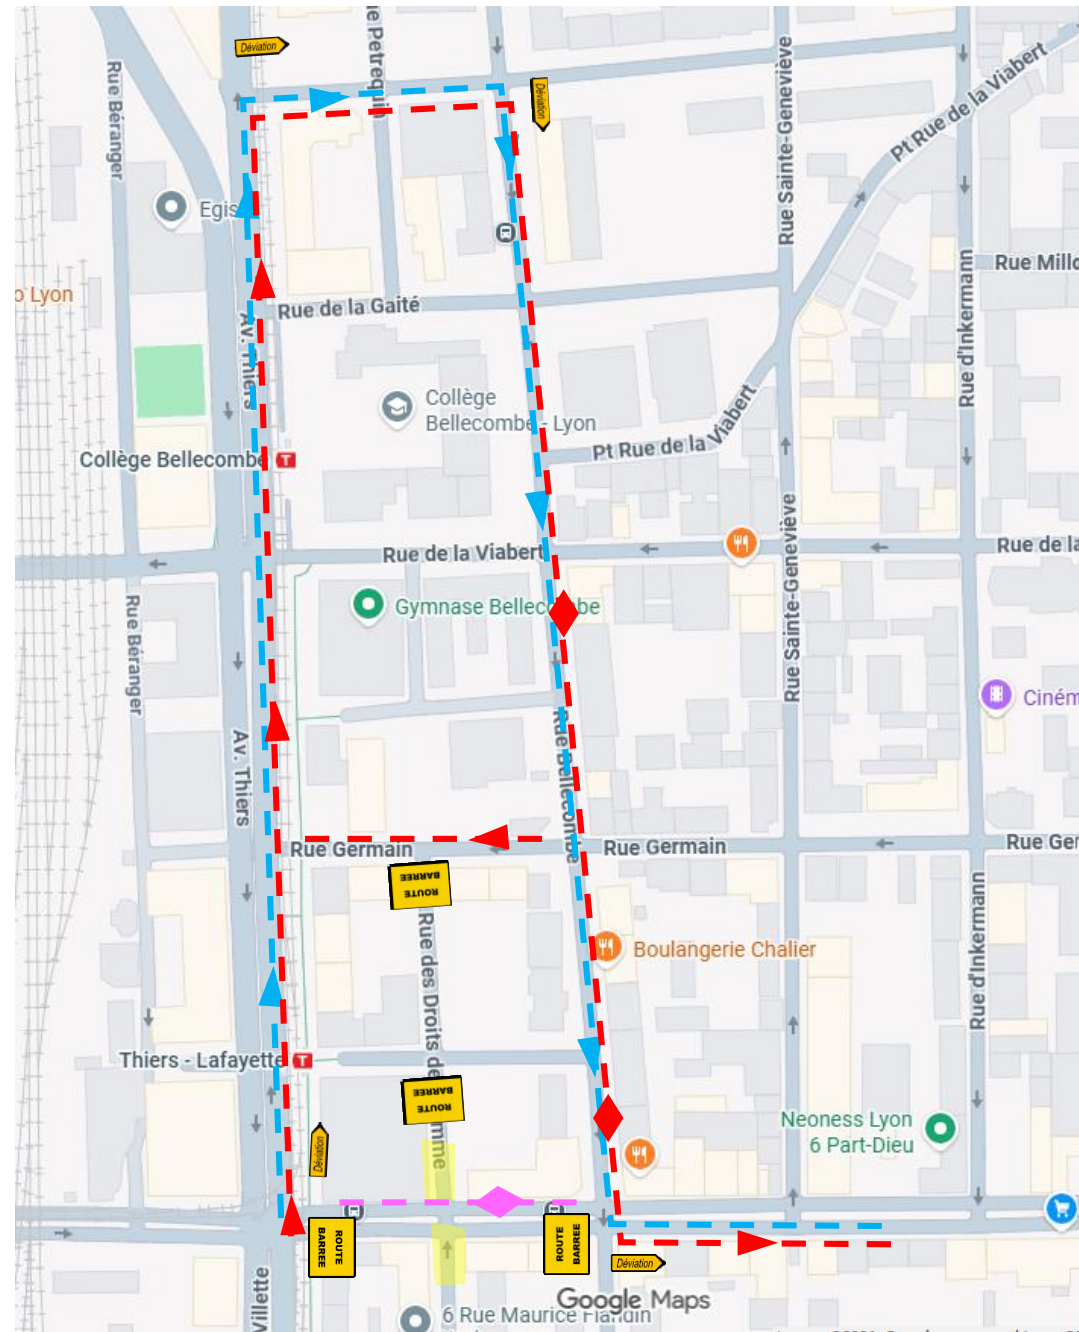 Déviation
Rue Béranger
ue Petrequin
Déviation
Rue Sainte-Geneviève
Pt Rue de la Viabert
Egis
o Lyon
Rue de la Gaité
Av. Thiers
Rue d'Inkermann
Rue Millo
Collège
Bellecombe - Lyon
Pt Rue de la Viabert
Collège Bellecombe
T
Rue de la Viabert
Rue de la
Rue Sainte-Geneviève
Gymnase Bellecombe
Rue Béranger
Ciném
Av. Thiers
Rue Bellecombe
Rue Germain
Rue Germain
Rue Ger
ROUTE
BARREE
Rue des Droits de
mme
Boulangerie Chalier
Rue d'Inkermann
Thiers - Lafayette
T
ROUTE
BARREE
Neoness Lyon
6 Part-Dieu
Déviation
ROUTE
BARREE
ROUTE
BARREE
Déviation
Villette
Google Maps
6 Rue Maurice Flandin